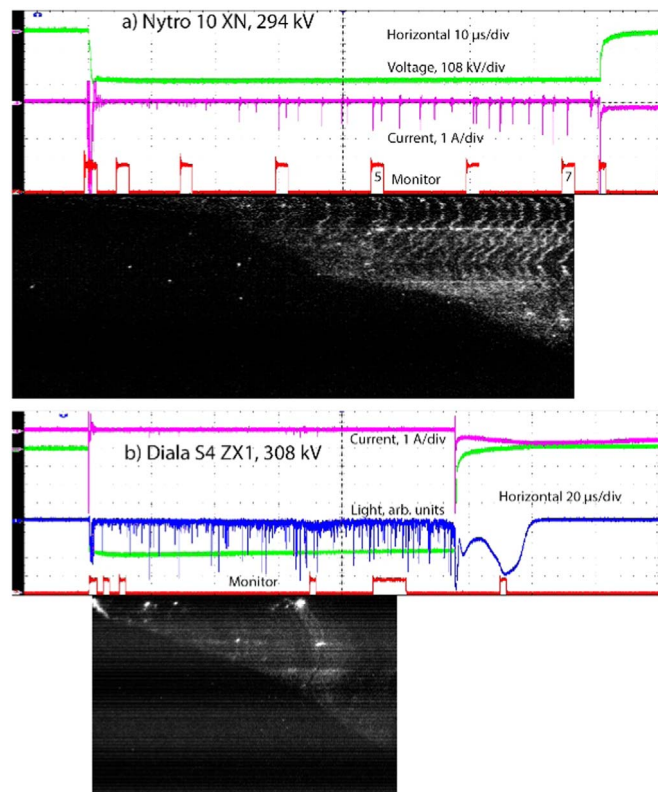 a) Nytro 10 XN, 294 kV
Horizontal 10 µs/div
Voltage, 108 kV/div
Current, 1 A/div
5
Monitor
7
Current, 1 A/div
b) Diala S4 ZX1, 308 kV
Light, arb. units
Horizontal 20 µs/div
Monitor